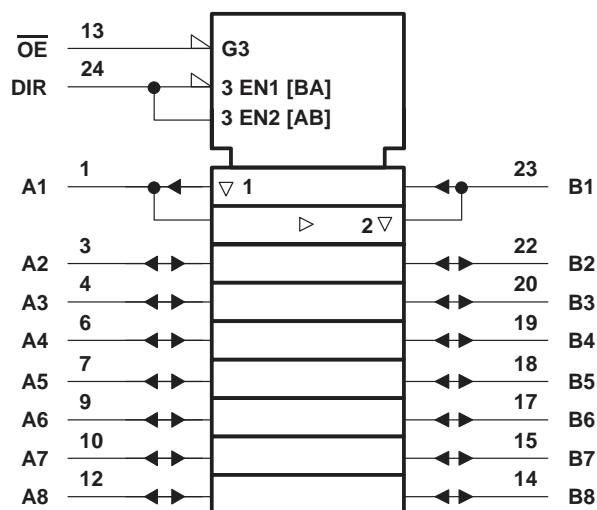 13
OE
G3
24
DIR
3 EN1 [BA]
3 EN2 [AB]
A1 1 ▽ 1 23 B1
▷ 2 ▽
A2 3 22 B2
A3 4 20 B3
A4 6 19 B4
A5 7 18 B5
A6 9 17 B6
A7 10 15 B7
A8 12 14 B8